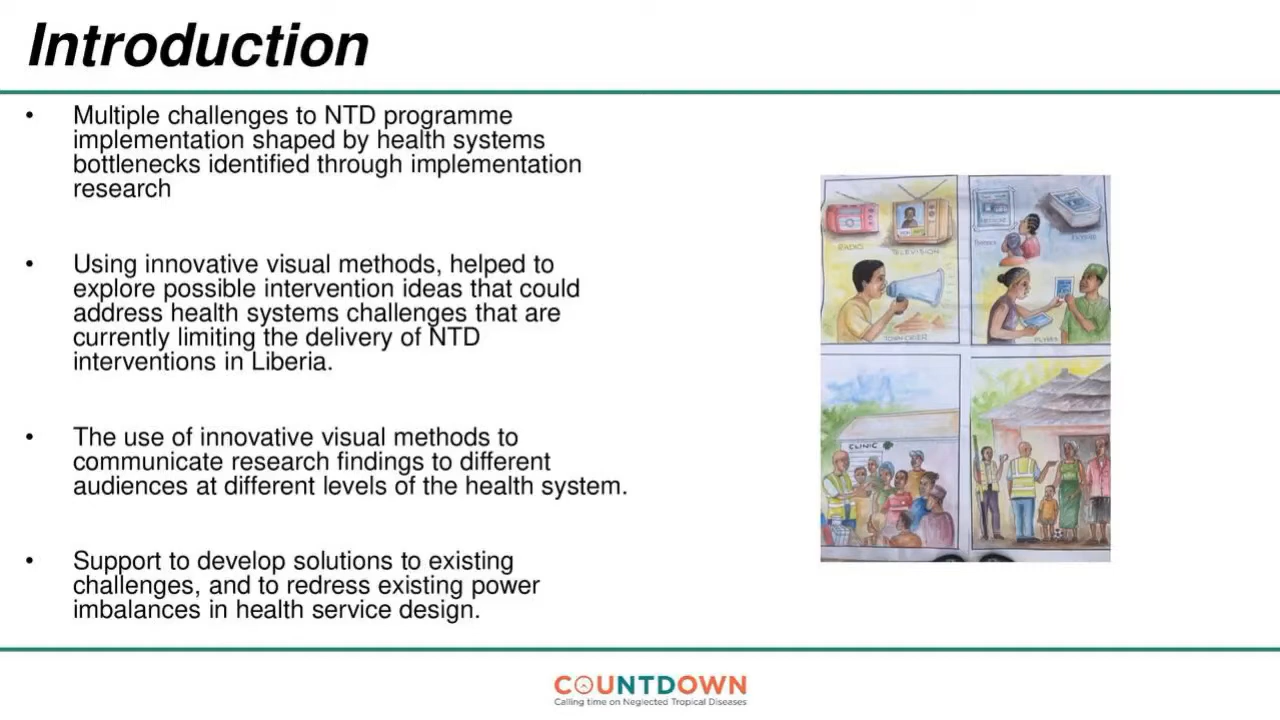 Introduction
• Multiple challenges to NTD programme
implementation shaped by health systems
bottlenecks identified through implementation
research
• Using innovative visual methods, helped to
explore possible intervention ideas that could
address health systems challenges that are
currently limiting the delivery of NTD
interventions in Liberia.
• The use of innovative visual methods to
communicate research findings to different
audiences at different levels of the health system.
• Support to develop solutions to existing
challenges, and to redress existing power
imbalances in health service design.
RADIO
TELEVISION
TOWN CRIER
FLYERS
CLINIC
COUNTDOWN
Calling time on Neglected Tropical Diseases